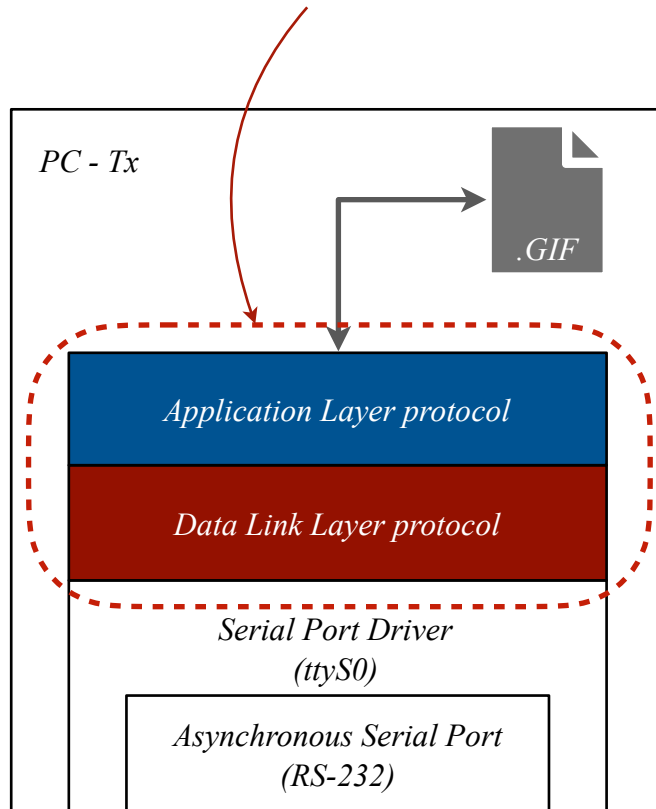 PC - Tx
.GIF
Application Layer protocol
Data Link Layer protocol
Serial Port Driver
(ttyS0)
Asynchronous Serial Port
(RS-232)